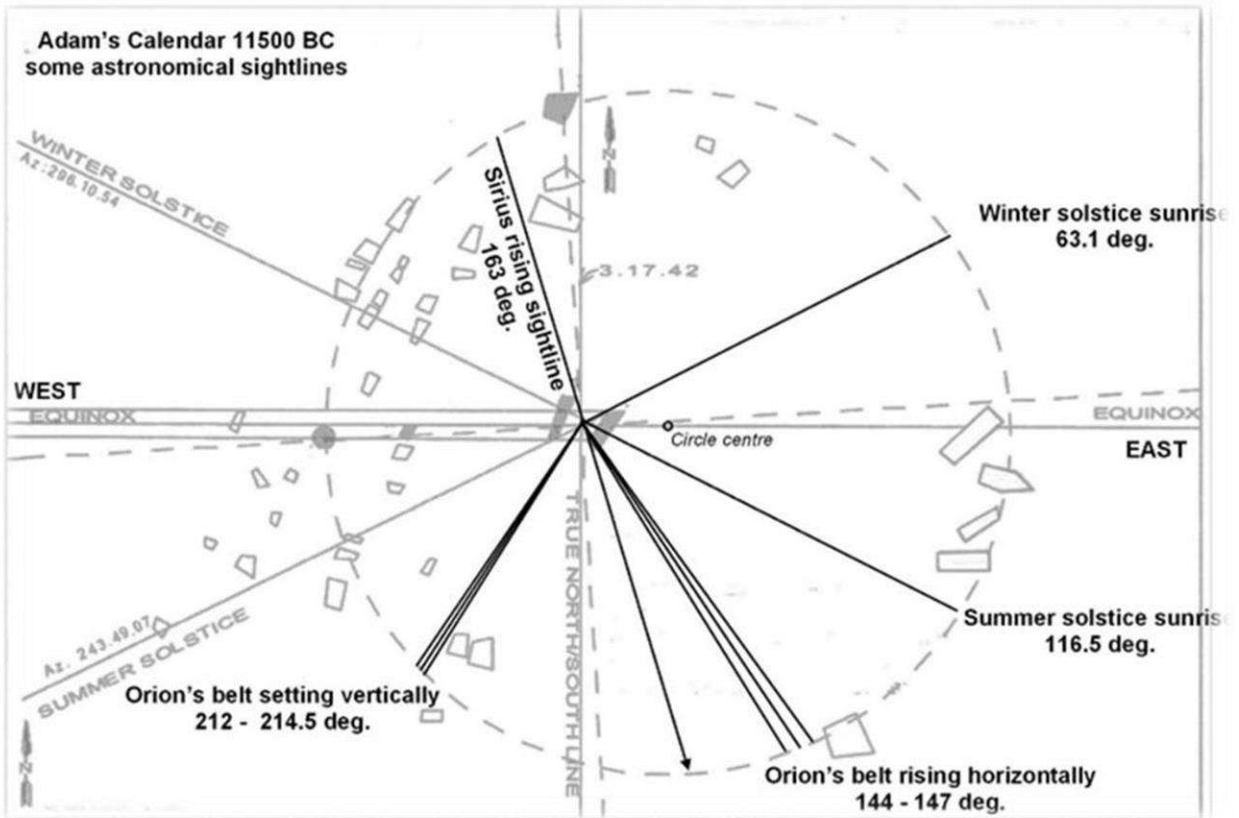 Adam's Calendar 11500 BC
some astronomical sightlines
WINTER SOLSTICE
Az:296.10.54
N
Sirius rising sightline
163 deg.
3.17.42
Winter solstice sunrise
63.1 deg.
WEST
EQUINOX
Circle centre
EQUINOX
EAST
TRUE NORTH/SOUTH LINE
Az. 243.49.07
SUMMER SOLSTICE
Summer solstice sunris
116.5 deg.
Orion's belt setting vertically
212 - 214.5 deg.
N
Orion's belt rising horizontally
144 - 147 deg.